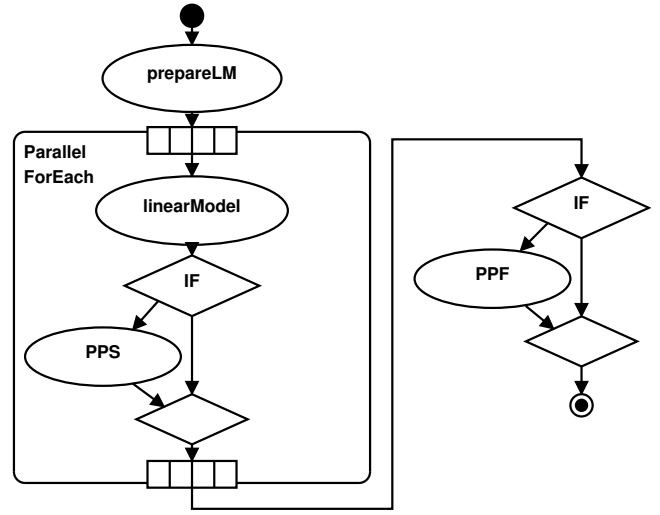 prepareLM
Parallel
ForEach
linearModel
IF
PPS
IF
PPF